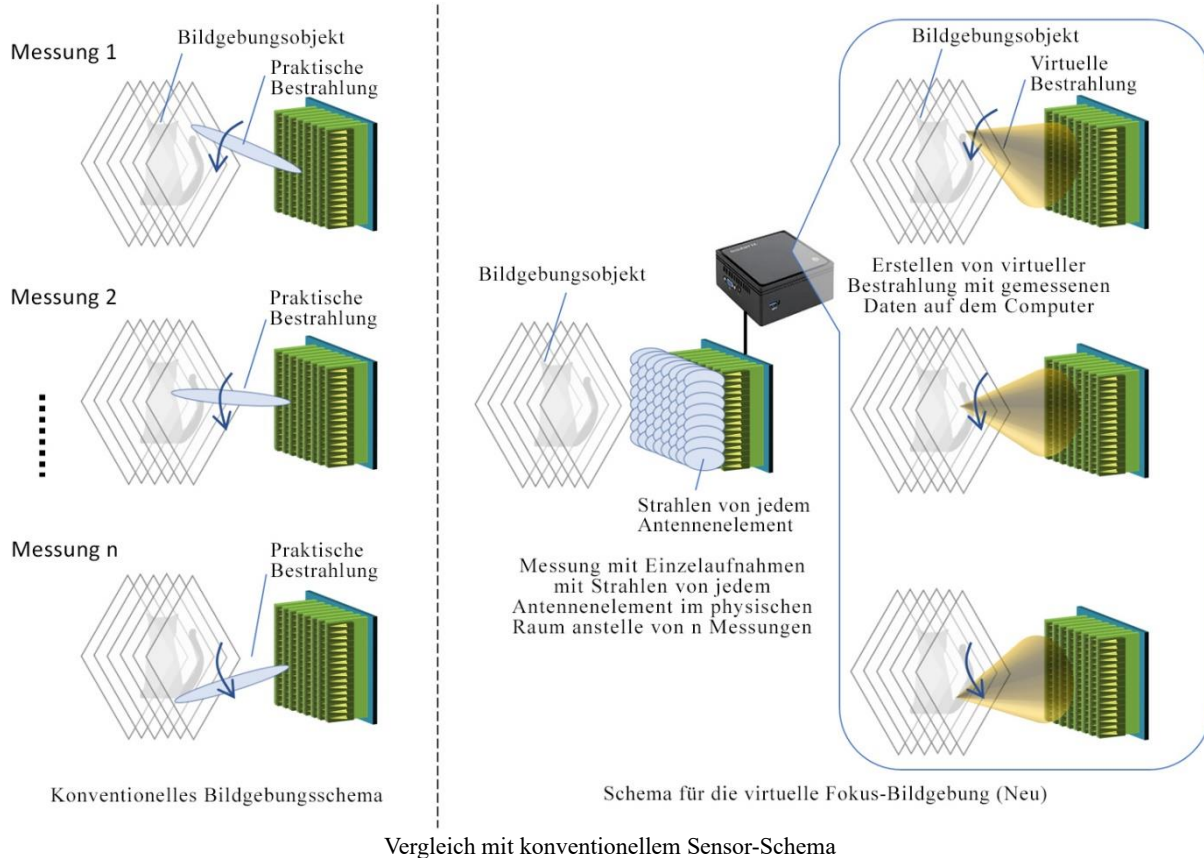 Messung 1
Bildgebungsobjekt
Praktische
Bestrahlung
Messung 2
Praktische
Bestrahlung
Messung n
Praktische
Bestrahlung
Konventionelles Bildgebungsschema
Bildgebungsobjekt
Strahlen von jedem
Antennenelement
Messung mit Einzelaufnahmen
mit Strahlen von jedem
Antennenelement im physischen
Raum anstelle von n Messungen
Bildgebungsobjekt
Virtuelle
Bestrahlung
Erstellen von virtueller
Bestrahlung mit gemessenen
Daten auf dem Computer
Schema für die virtuelle Fokus-Bildgebung (Neu)
Vergleich mit konventionellem Sensor-Schema